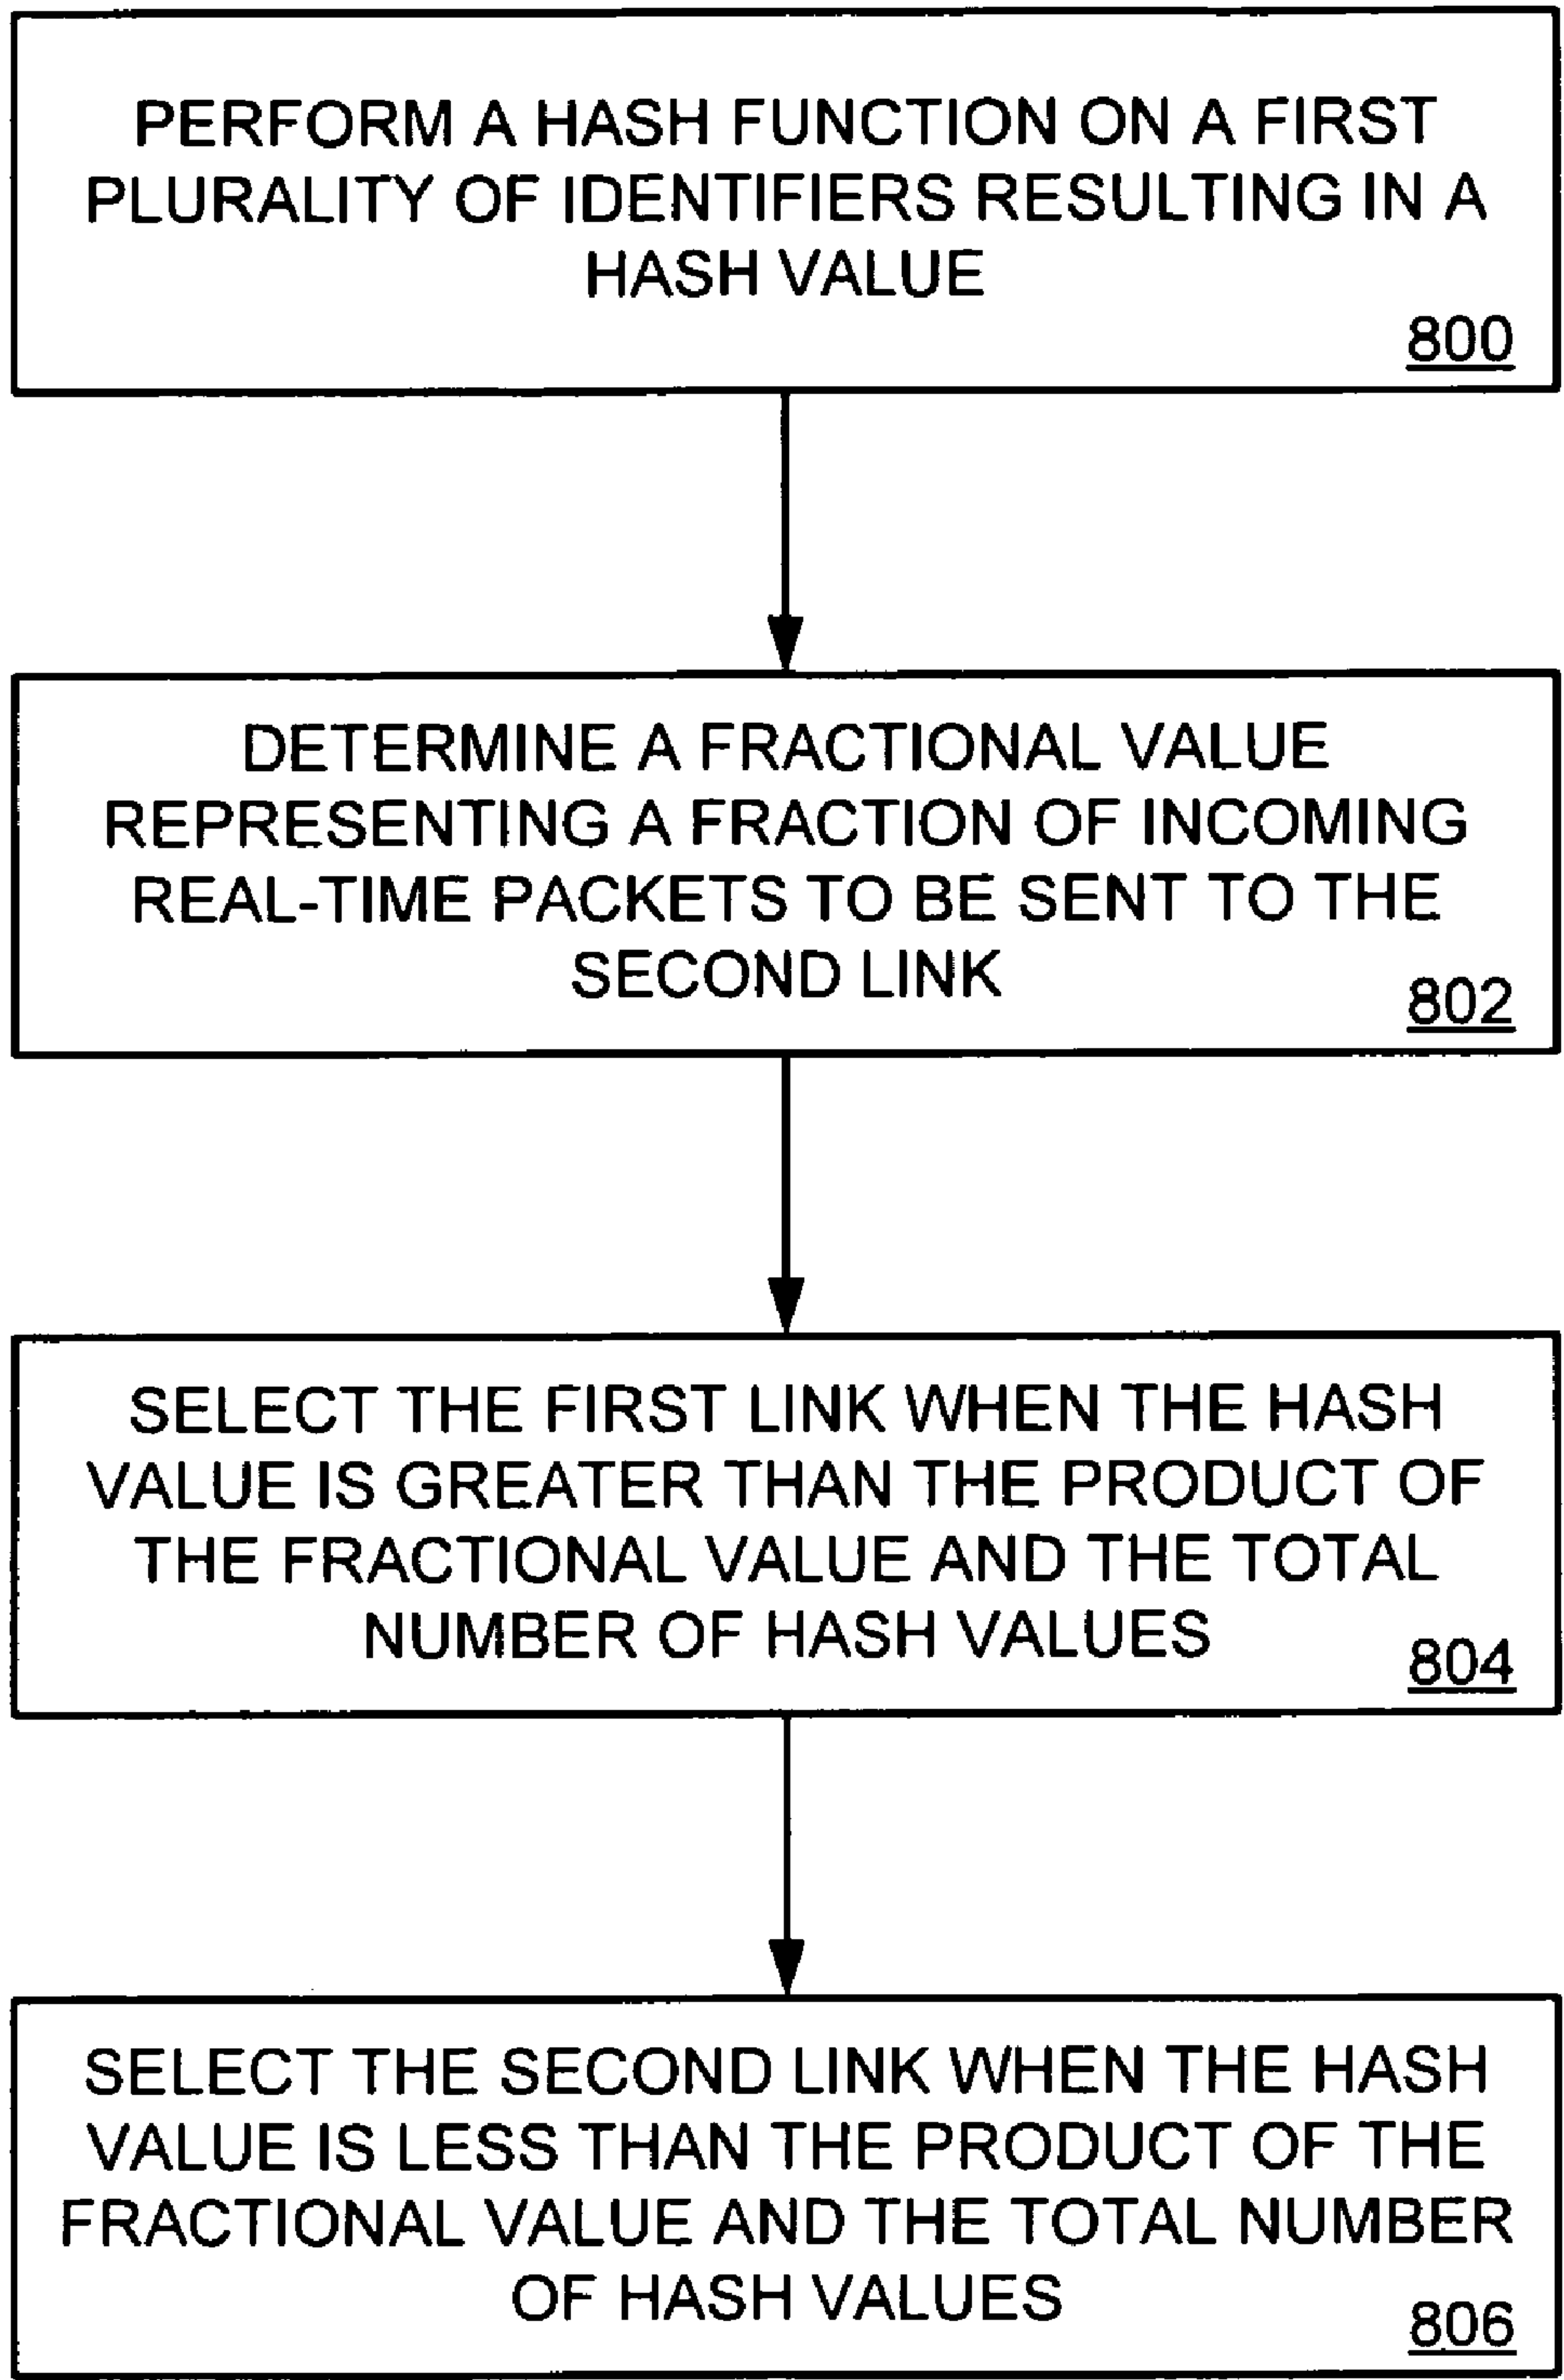 PERFORM A HASH FUNCTION ON A FIRST
PLURALITY OF IDENTIFIERS RESULTING IN A
HASH VALUE
800
DETERMINE A FRACTIONAL VALUE
REPRESENTING A FRACTION OF INCOMING
REAL-TIME PACKETS TO BE SENT TO THE
SECOND LINK
802
SELECT THE FIRST LINK WHEN THE HASH
VALUE IS GREATER THAN THE PRODUCT OF
THE FRACTIONAL VALUE AND THE TOTAL
NUMBER OF HASH VALUES
804
SELECT THE SECOND LINK WHEN THE HASH
VALUE IS LESS THAN THE PRODUCT OF THE
FRACTIONAL VALUE AND THE TOTAL NUMBER
OF HASH VALUES
806